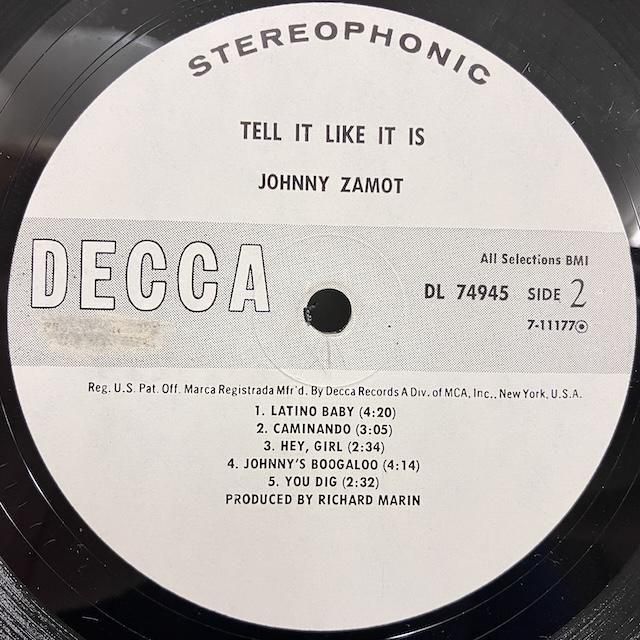 STEREOPHONIC
TELL IT LIKE IT IS
JOHNNY ZAMOT
DECCA
All Selections BMI
DL 74945 SIDE 2
7-11177
Reg. U.S. Pat. Off. Marca Registrada Mfr'd. By Decca Records A Div. of MCA, Inc., New York, U.S.A.
1. LATINO BABY (4:20)
2. CAMINANDO (3:05)
3. HEY, GIRL (2:34)
4. JOHNNY'S BOOGALOO (4:14)
5. YOU DIG (2:32)
PRODUCED BY RICHARD MARIN